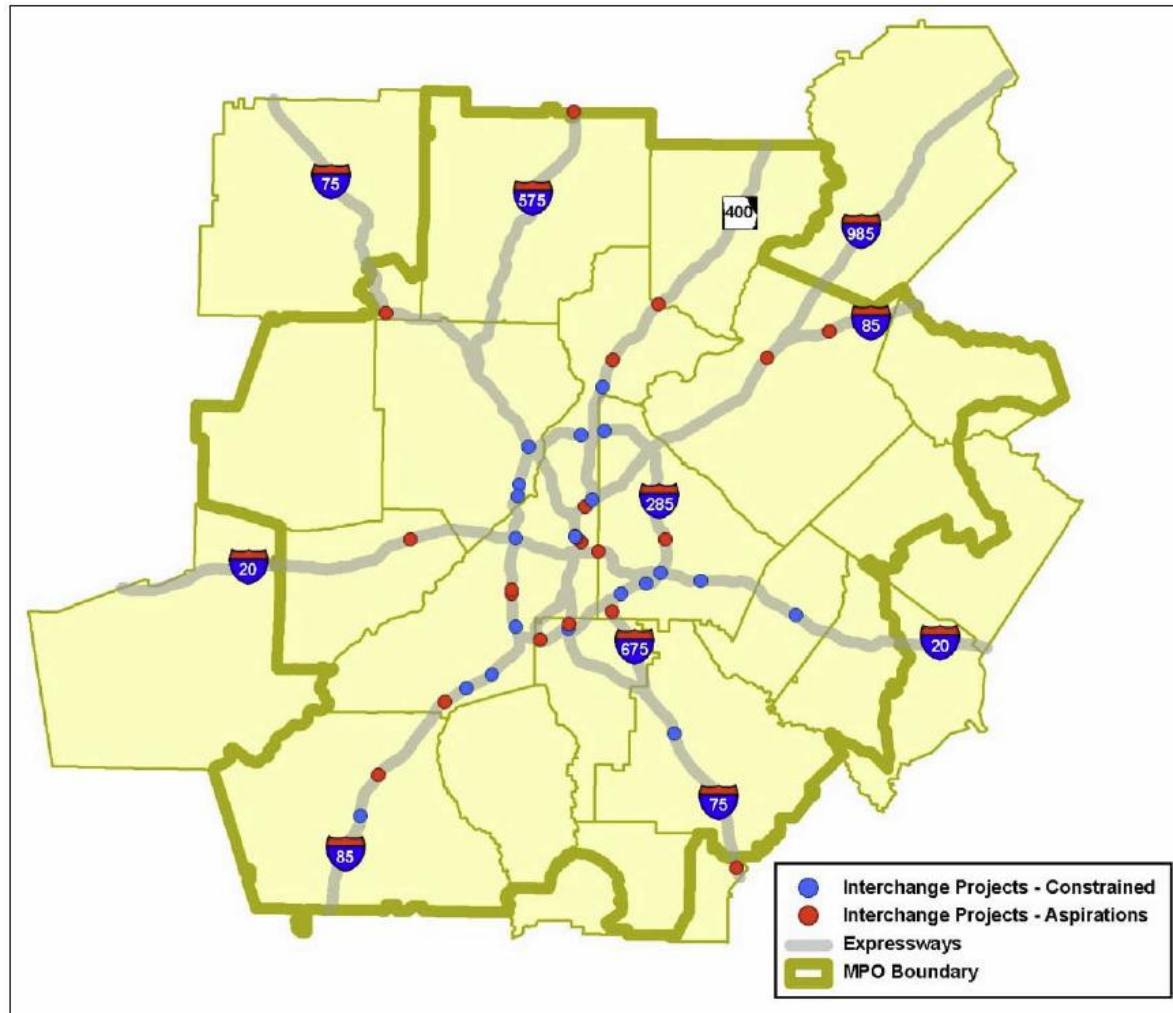 75
575
400
985
85
285
20
675
20
75
85
Interchange Projects - Constrained
Interchange Projects - Aspirations
Expressways
MPO Boundary